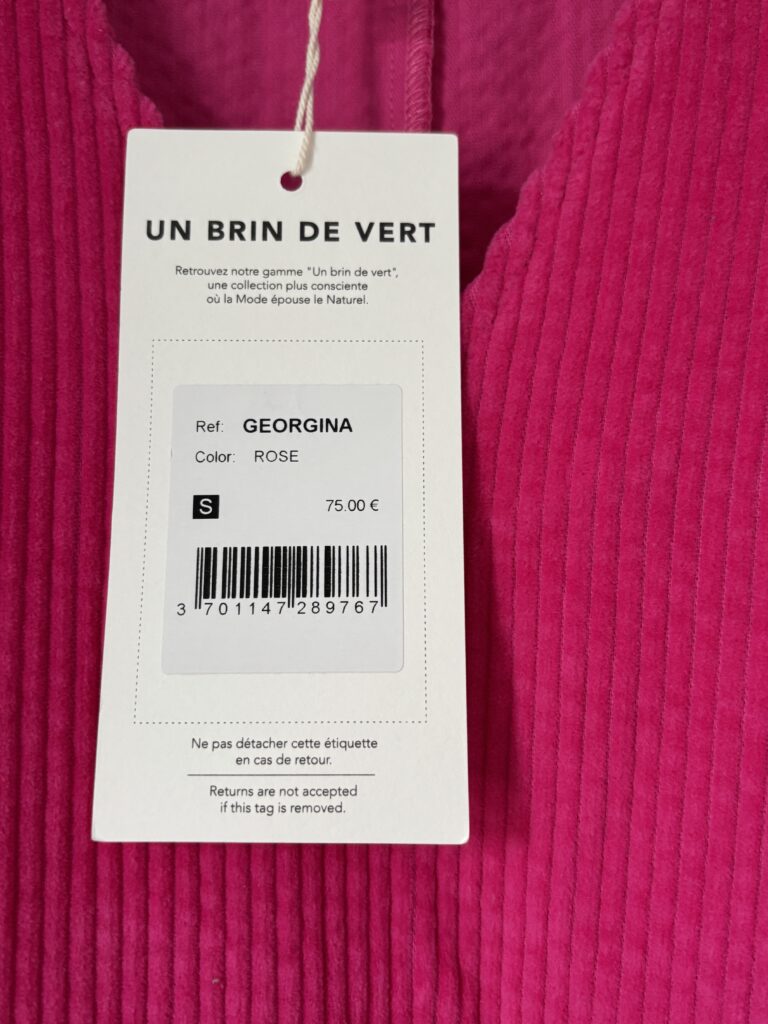 UN BRIN DE VERT
Retrouvez notre gamme "Un brin de vert",
une collection plus consciente
où la Mode épouse le Naturel.
Ref: GEORGINA
Color: ROSE
S 75.00 €
3 701147 289767
Ne pas détacher cette étiquette
en cas de retour.
Returns are not accepted
if this tag is removed.